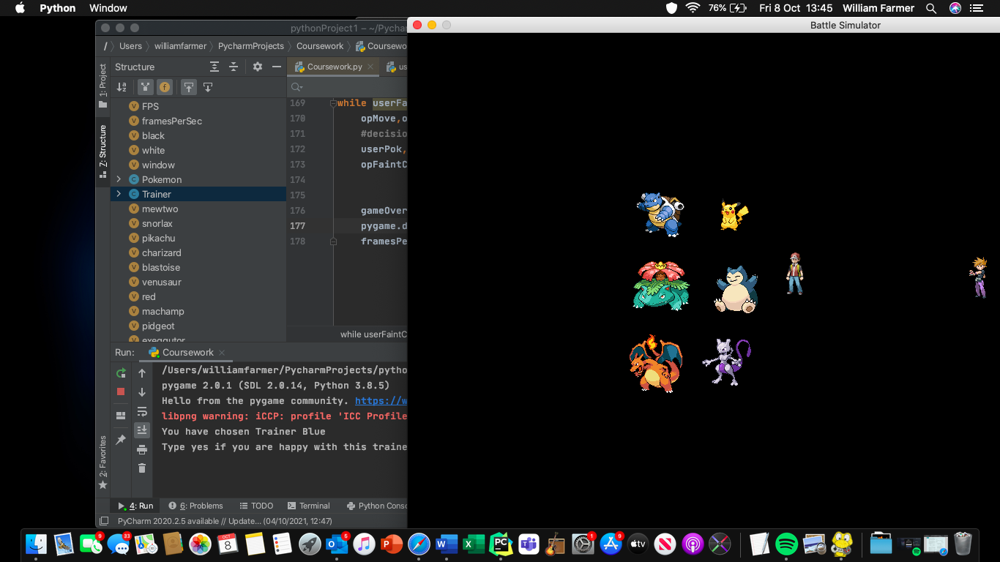 Python Window 76% Fri 8 Oct 13:45 William Farmer
pythonProject1 – ~/Pycha
Battle Simulator
/ Users williamfarmer PycharmProjects Coursework Coursewo
1: Project
Structure
Coursework.py
us
FPS
framesPerSec
black
white
window
Pokemon
Trainer
mewtwo
snorlax
pikachu
charizard
blastoise
venusaur
red
machamp
pidgeot
exeggutor
7: Structure
2: Favorites
169 while userFa
170 opMove,o
171 #decisio
172 userPok,
173 opFaintC
174
175
176 gameOver
177 pygame.d
178 framesPe
while userFaintC
Run: Coursework
/Users/williamfarmer/PycharmProjects/pytho
pygame 2.0.1 (SDL 2.0.14, Python 3.8.5)
Hello from the pygame community. https://w
libpng warning: iCCP: profile 'ICC Profile
You have chosen Trainer Blue
Type yes if you are happy with this traine
4: Run 6: Problems TODO Terminal Python Conso
PyCharm 2020.2.5 available // Update... (04/10/2021, 12:47)
9 33 OCT 8 6 1 9
PC tv